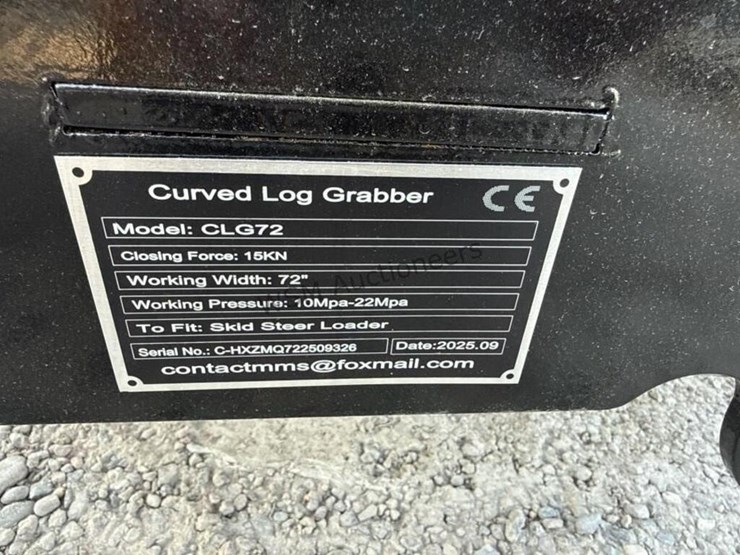 Curved Log Grabber CE
Model: CLG72
Closing Force: 15KN
Working Width: 72"
Working Pressure: 10Mpa-22Mpa
To Fit: Skid Steer Loader
Serial No.: C-HXZMQ722509326 Date:2025.09
contactmms@foxmail.com
Auctioneers